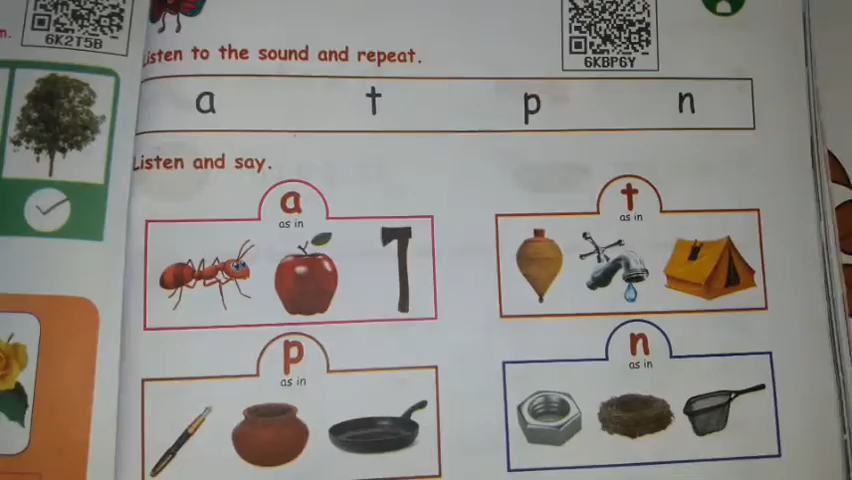 6K2T5B
6KBP6Y
Listen to the sound and repeat.
a t p n
Listen and say.
a
as in
t
as in
p
as in
n
as in